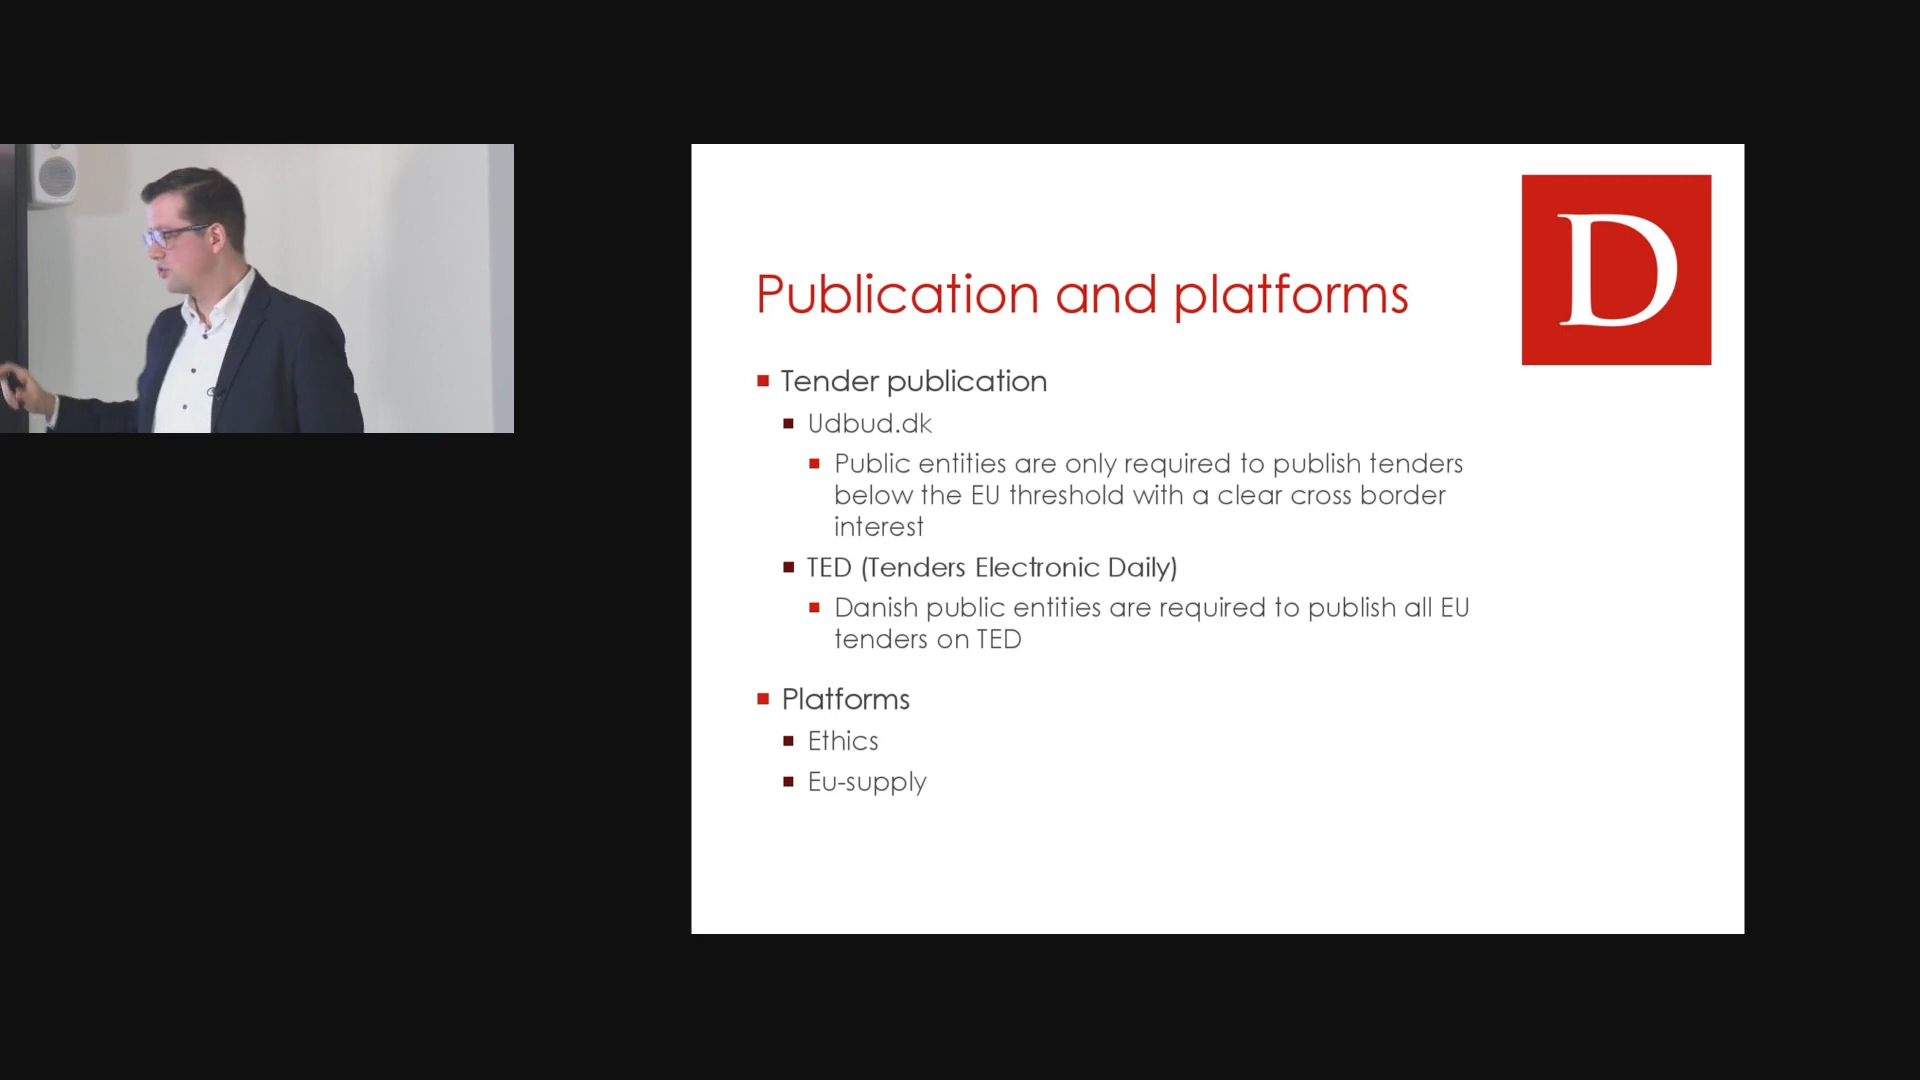 D
Publication and platforms
Tender publication
Udbud.dk
Public entities are only required to publish tenders
below the EU threshold with a clear cross border
interest
TED (Tenders Electronic Daily)
Danish public entities are required to publish all EU
tenders on TED
Platforms
Ethics
Eu-supply